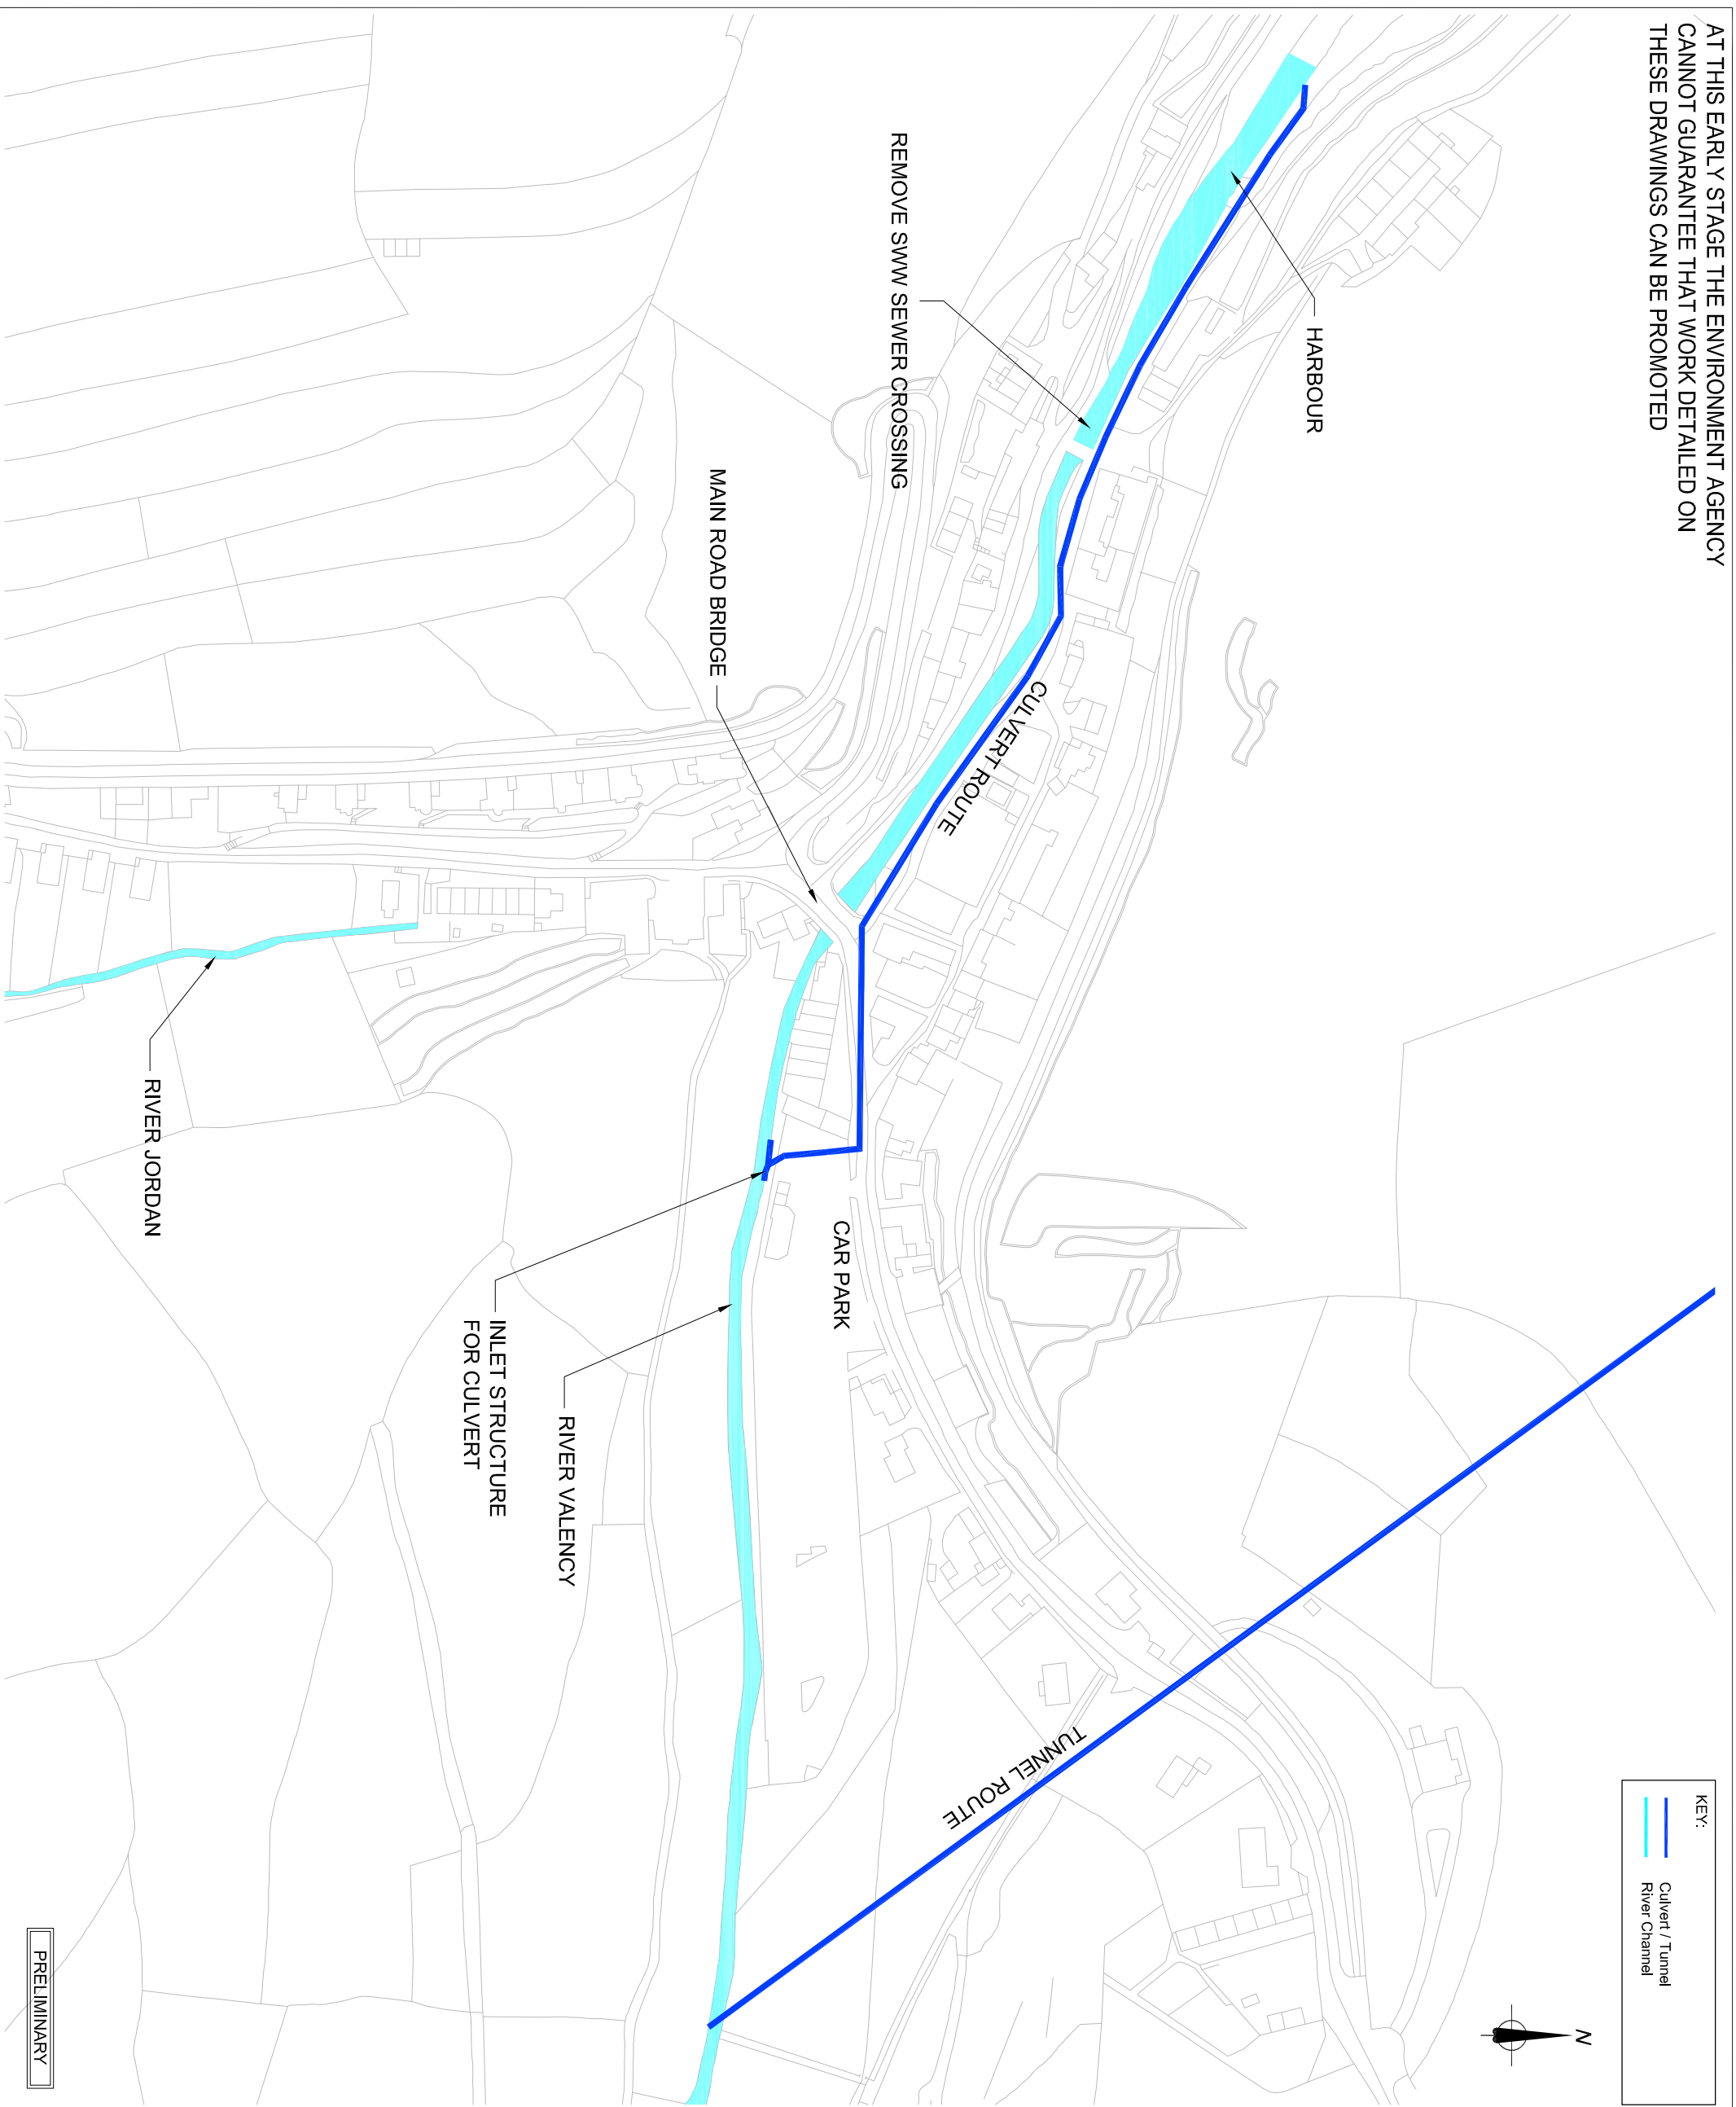 AT THIS EARLY STAGE THE ENVIRONMENT AGENCY
CANNOT GUARANTEE THAT WORK DETAILED ON
THESE DRAWINGS CAN BE PROMOTED
KEY:
Culvert / Tunnel
River Channel
N
HARBOUR
REMOVE SWW SEWER CROSSING
CULVERT ROUTE
MAIN ROAD BRIDGE
CAR PARK
TUNNEL ROUTE
RIVER VALENCY
INLET STRUCTURE
FOR CULVERT
RIVER JORDAN
PRELIMINARY